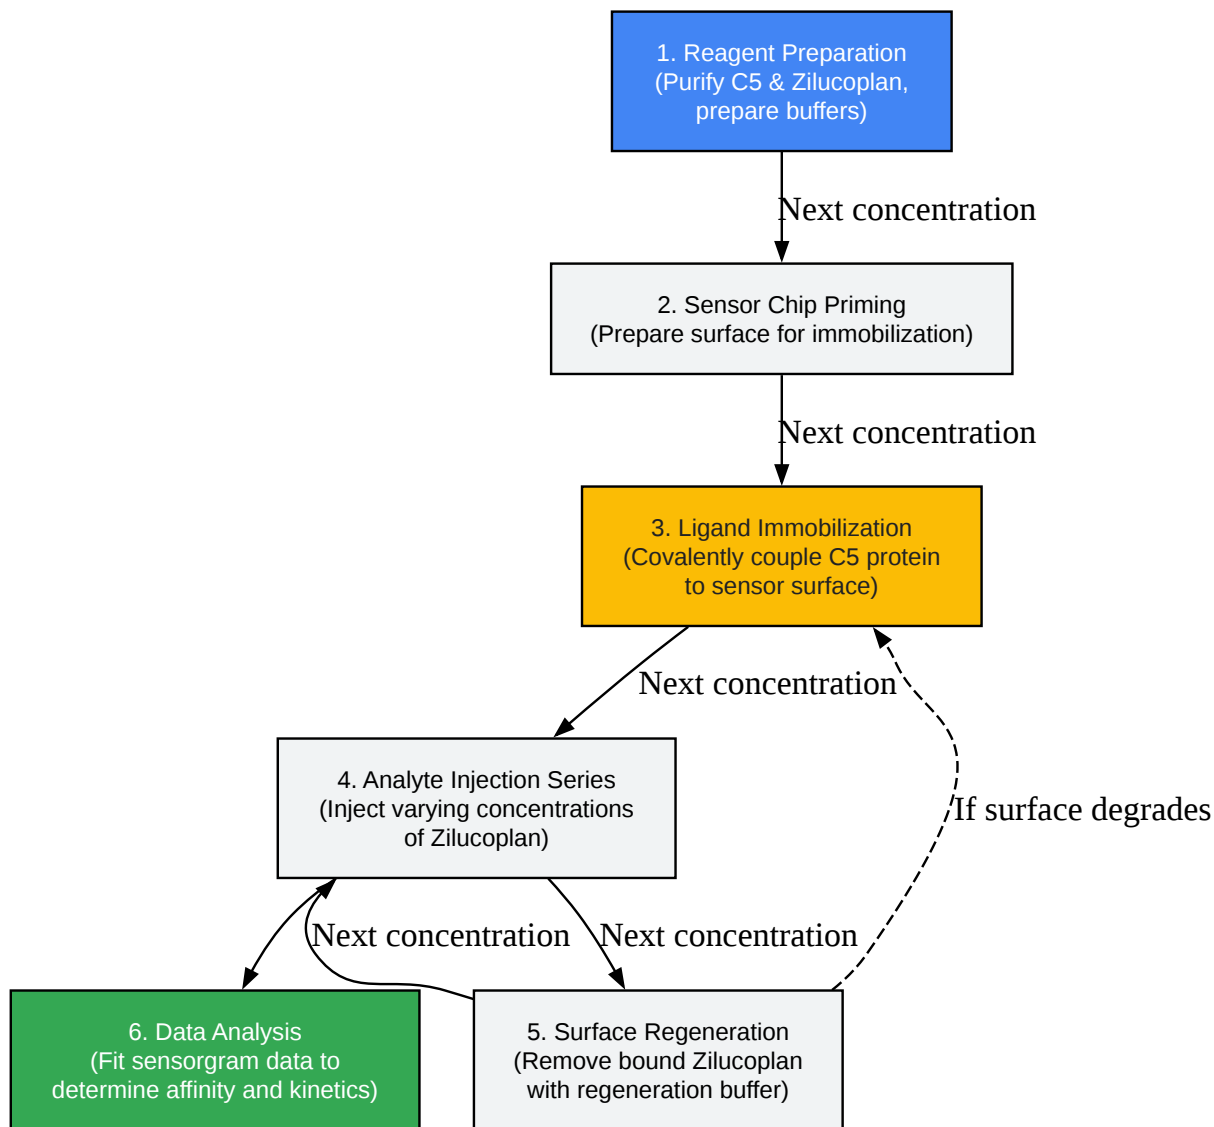 1. Reagent Preparation
(Purify C5 & Zilucoplan,
prepare buffers)
Next concentration
2. Sensor Chip Priming
(Prepare surface for immobilization)
Next concentration
3. Ligand Immobilization
(Covalently couple C5 protein
to sensor surface)
Next concentration
4. Analyte Injection Series
(Inject varying concentrations
of Zilucoplan)
If surface degrades
Next concentration
Next concentration
6. Data Analysis
(Fit sensorgram data to
determine affinity and kinetics)
5. Surface Regeneration
(Remove bound Zilucoplan
with regeneration buffer)